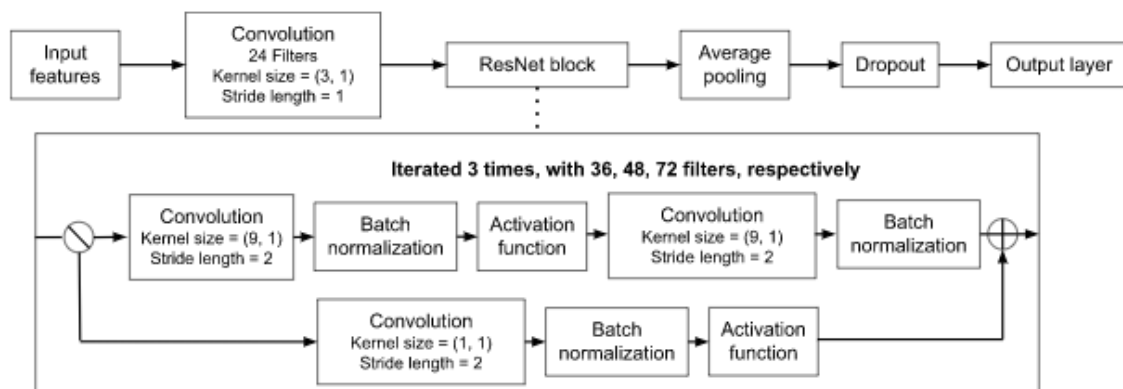 Input
features
Convolution
24 Filters
Kernel size = (3, 1)
Stride length = 1
ResNet block
Average
pooling
Dropout
Output layer
Iterated 3 times, with 36, 48, 72 filters, respectively
Convolution
Kernel size = (9, 1)
Stride length = 2
Batch
normalization
Activation
function
Convolution
Kernel size = (9, 1)
Stride length = 2
Batch
normalization
Convolution
Kernel size = (1, 1)
Stride length = 2
Batch
normalization
Activation
function